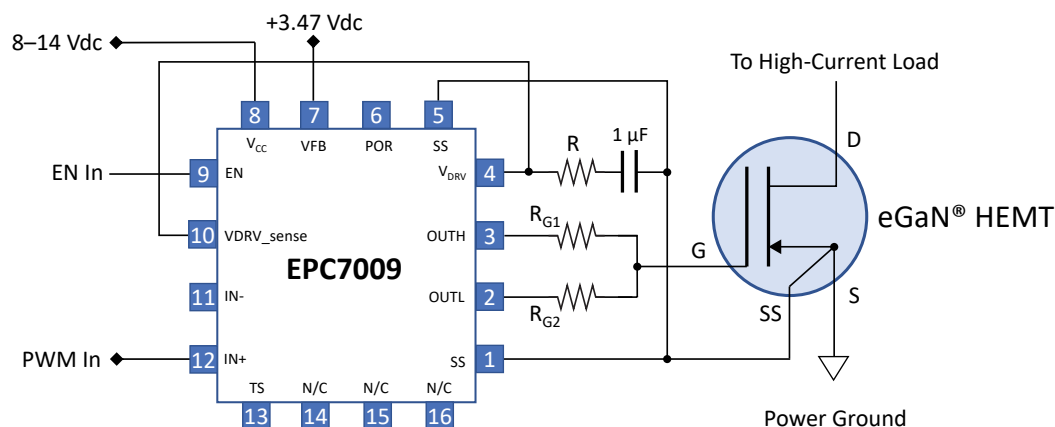 +3.47 Vdc
8–14 Vdc
To High-Current Load
8 7 6 5
VCC VFB POR SS
R 1 µF
D
EN In 9 EN
VDRV 4
eGaN® HEMT
10 VDRV_sense
OUTH 3 RG1
G
EPC7009
11 IN-
OUTL 2 RG2
SS S
PWM In 12 IN+
SS 1
TS N/C N/C N/C
13 14 15 16
Power Ground